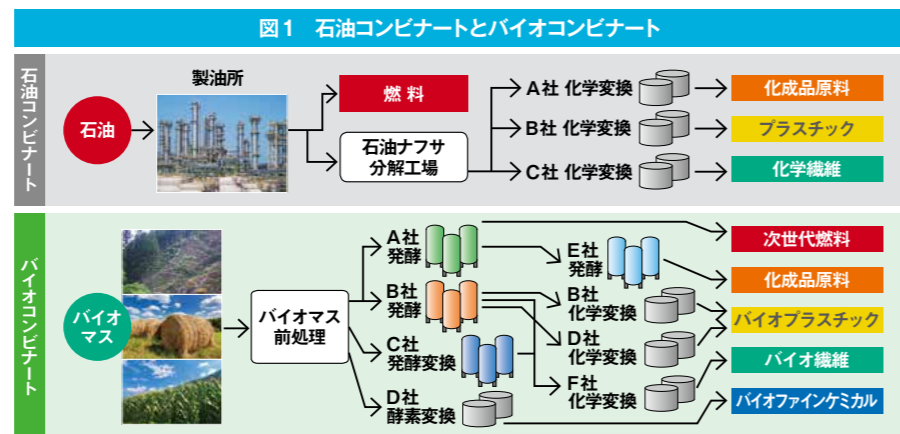 図1 石油コンビナートとバイオコンビナート
石油コンビナート
石油
製油所
燃料
石油ナフサ
分解工場
A社 化学変換
B社 化学変換
C社 化学変換
化成品原料
プラスチック
化学繊維
バイオコンビナート
バイオ
マス
バイオマス
前処理
A社
発酵
B社
発酵
C社
発酵変換
D社
酵素変換
E社
発酵
B社
化学変換
D社
化学変換
F社
化学変換
次世代燃料
化成品原料
バイオプラスチック
バイオ繊維
バイオファインケミカル